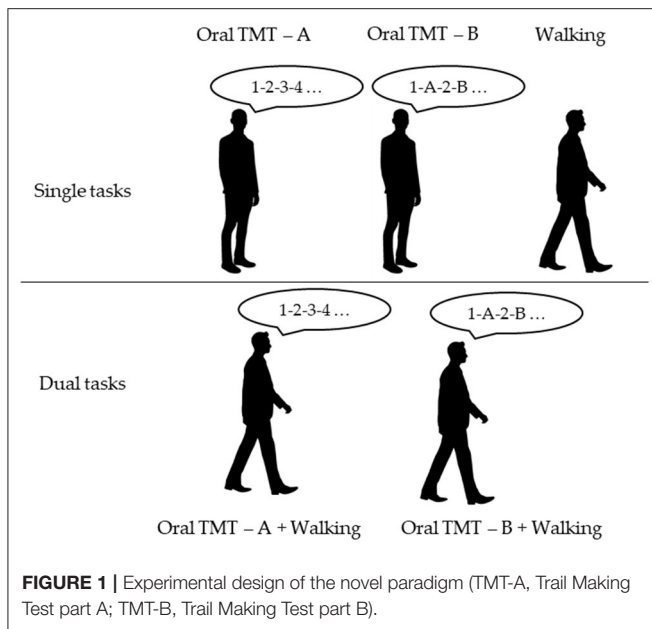 Oral TMT – A Oral TMT – B Walking
1-2-3-4 … 1-A-2-B …
Single tasks
1-2-3-4 … 1-A-2-B …
Dual tasks
Oral TMT – A + Walking Oral TMT – B + Walking
FIGURE 1 | Experimental design of the novel paradigm (TMT-A, Trail Making
Test part A; TMT-B, Trail Making Test part B).